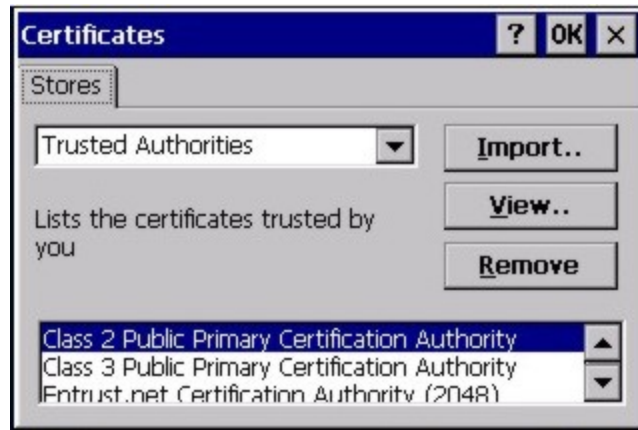 Certificates ? OK ×
Stores
Trusted Authorities
Import..
Lists the certificates trusted by
you
View..
Remove
Class 2 Public Primary Certification Authority
Class 3 Public Primary Certification Authority
Entrust.net Certification Authority (2048)